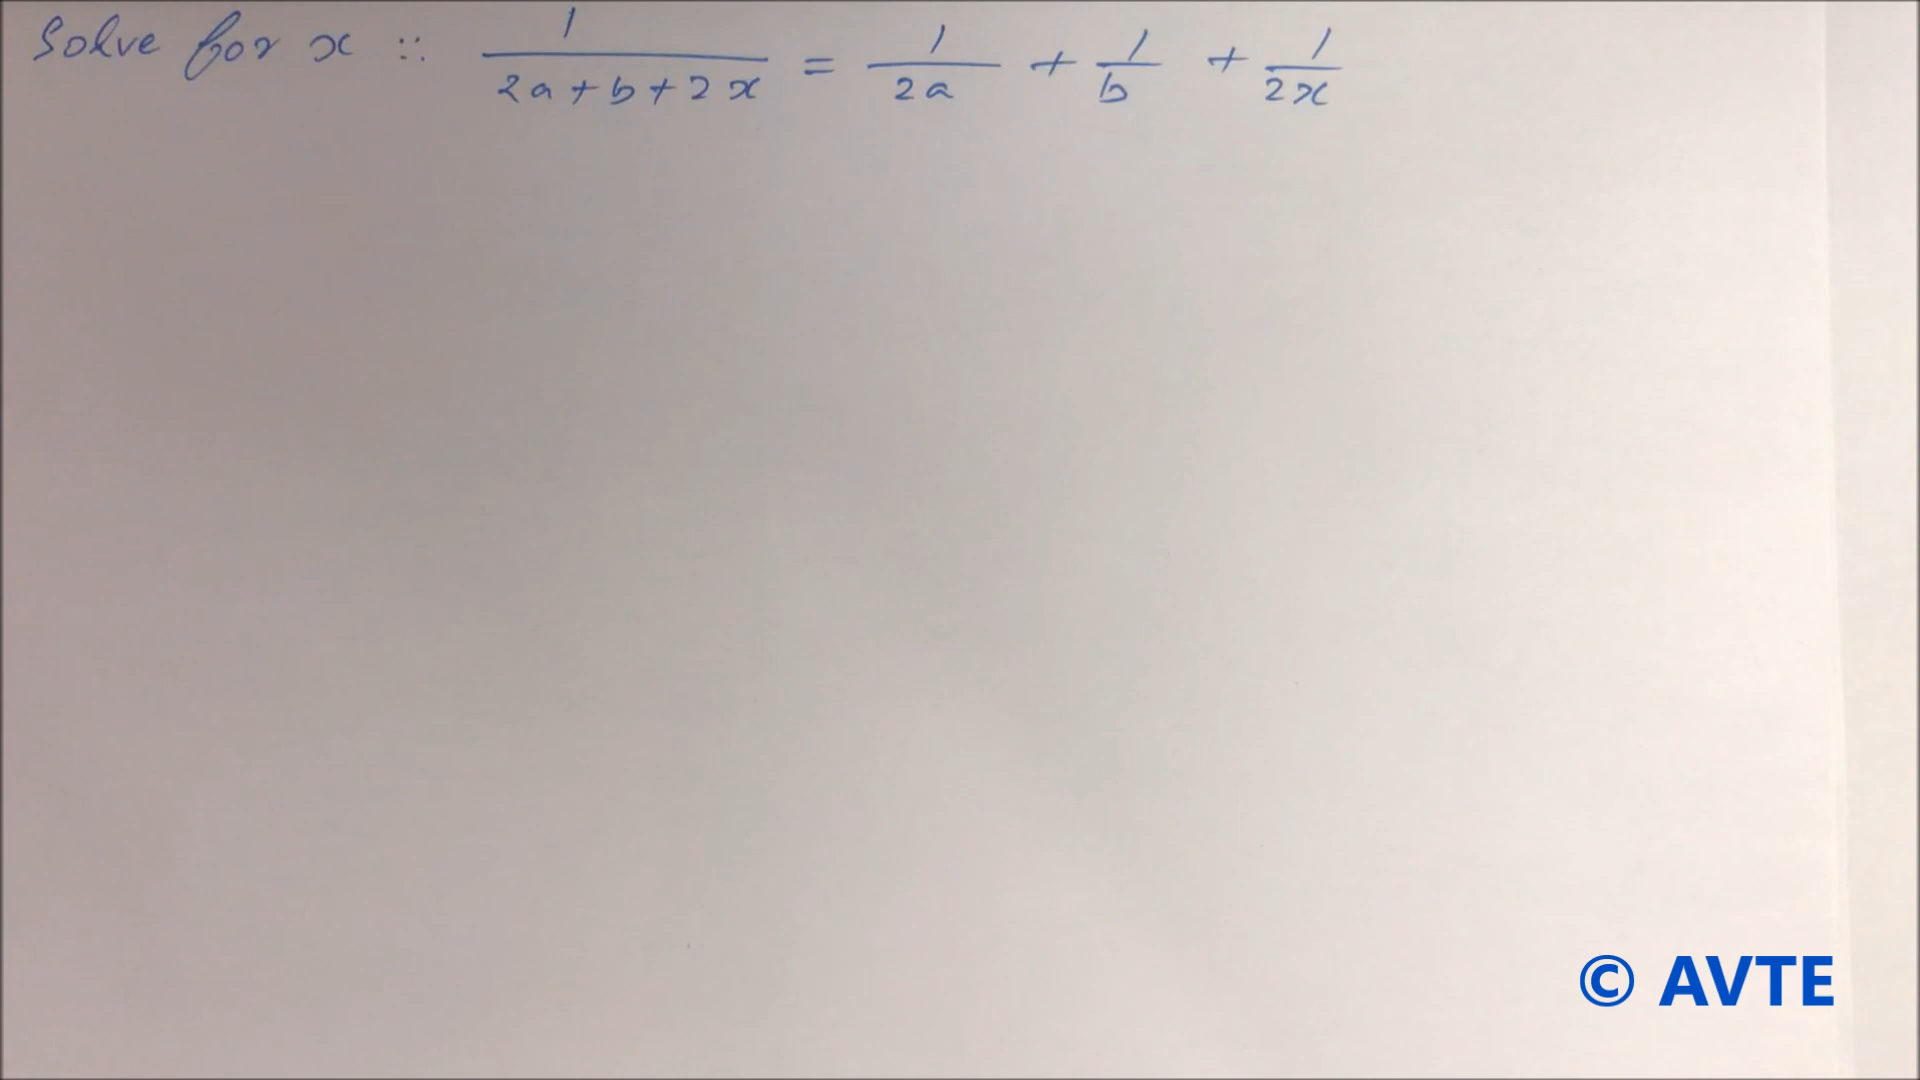 Solve for x :: 1/(2a+b+2x) = 1/2a + 1/b + 1/2x
© AVTE